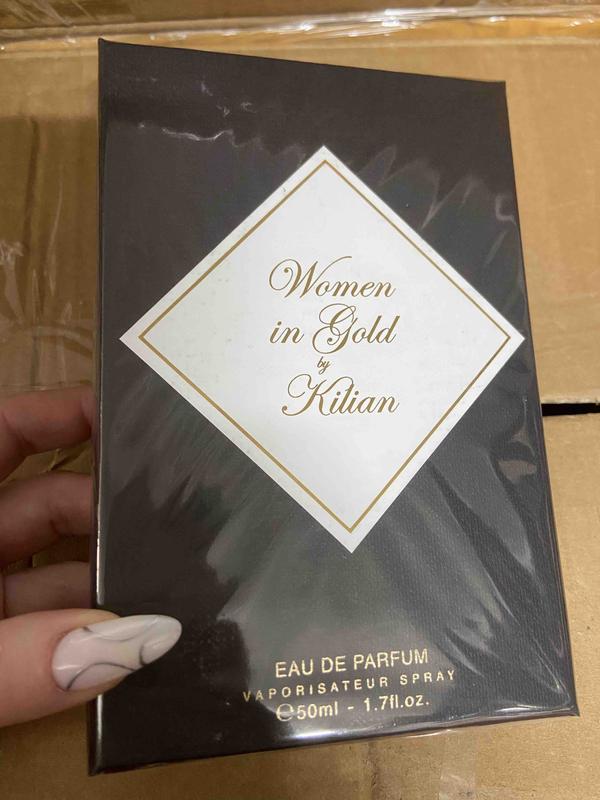 Women
in Gold
by
Kilian
EAU DE PARFUM
VAPORISATEUR SPRAY
℮50ml - 1.7fl.oz.